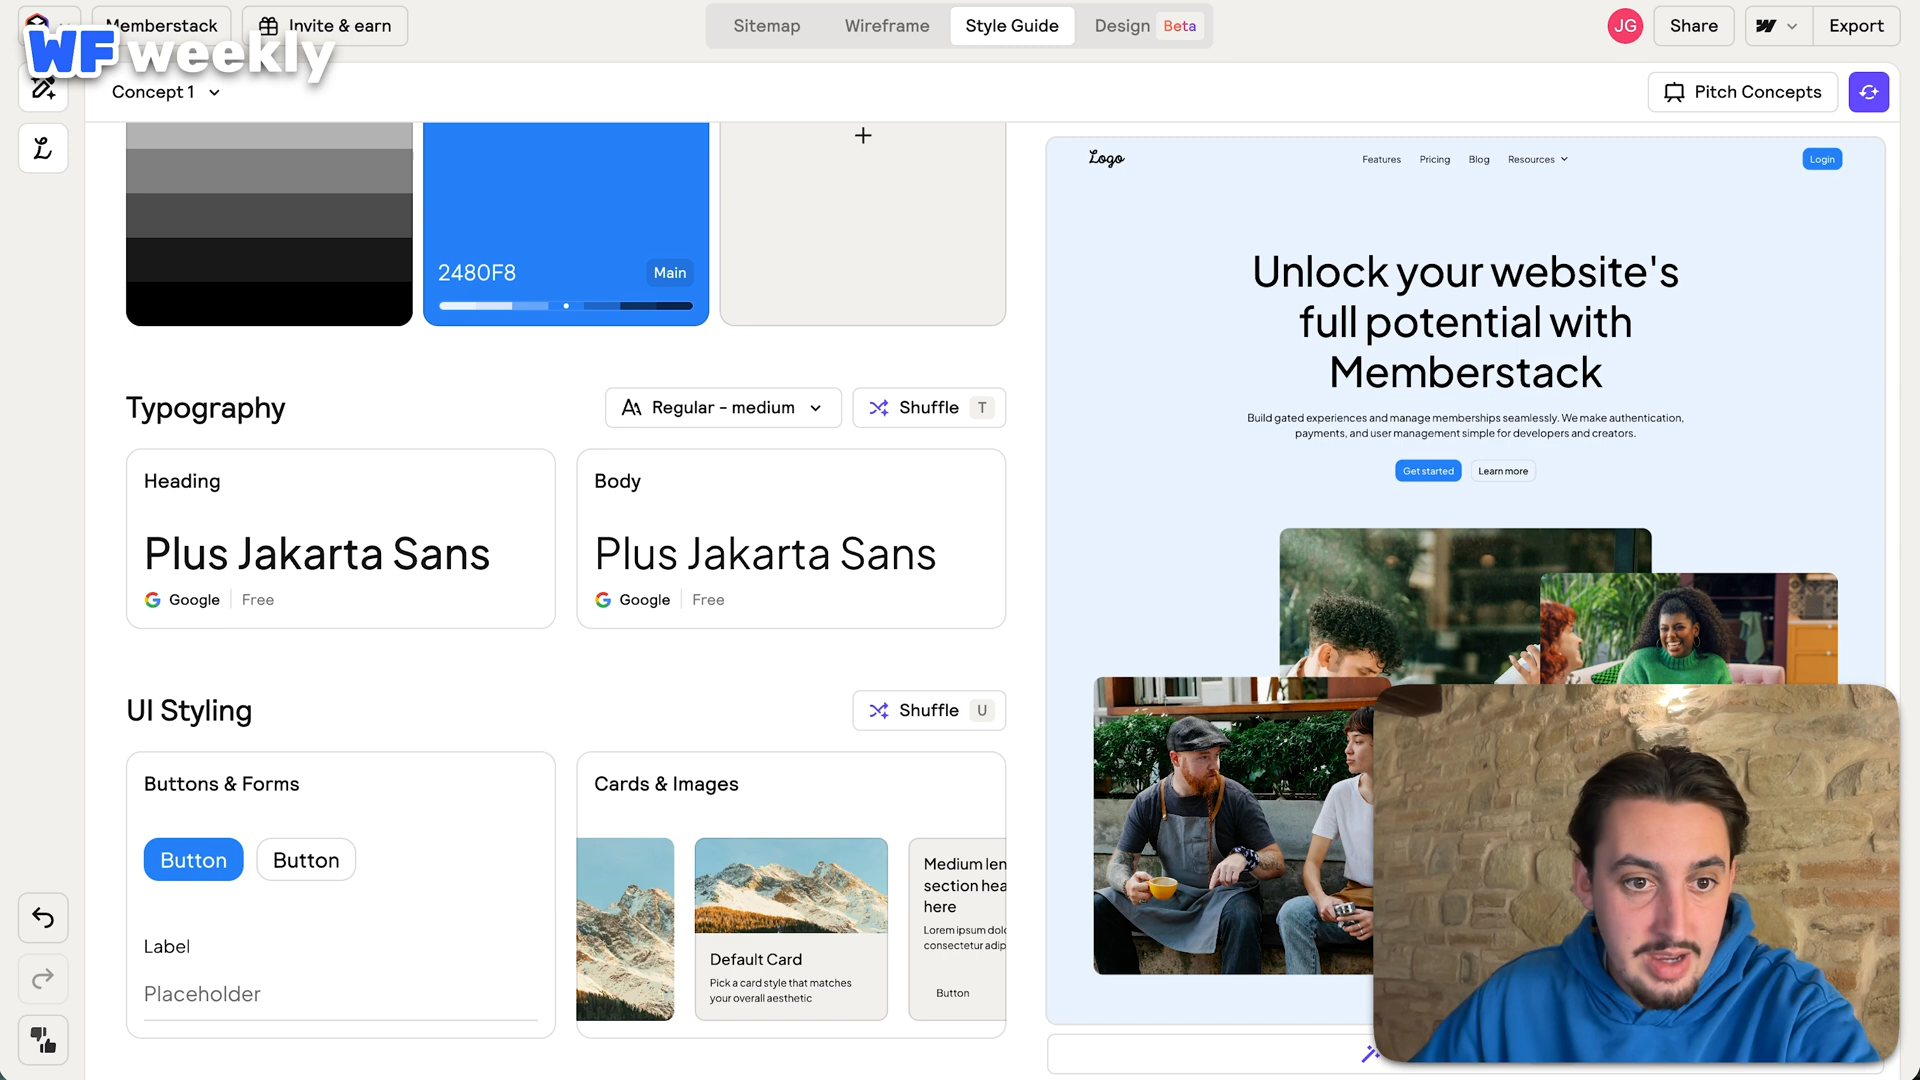 Memberstack
Invite & earn
WF weekly
Sitemap
Wireframe
Style Guide
Design
Beta
JG
Share
Export
Concept 1
Pitch Concepts
2480F8
Main
Typography
Regular - medium
Shuffle
T
Heading
Plus Jakarta Sans
Google
Free
Body
Plus Jakarta Sans
Google
Free
UI Styling
Shuffle
U
Buttons & Forms
Button
Button
Label
Placeholder
Cards & Images
Default Card
Pick a card style that matches
your overall aesthetic
Medium len
section hea
here
Lorem ipsum dolo
consectetur adip
Button
Logo
Features
Pricing
Blog
Resources
Login
Unlock your website's
full potential with
Memberstack
Build gated experiences and manage memberships seamlessly. We make authentication,
payments, and user management simple for developers and creators.
Get started
Learn more